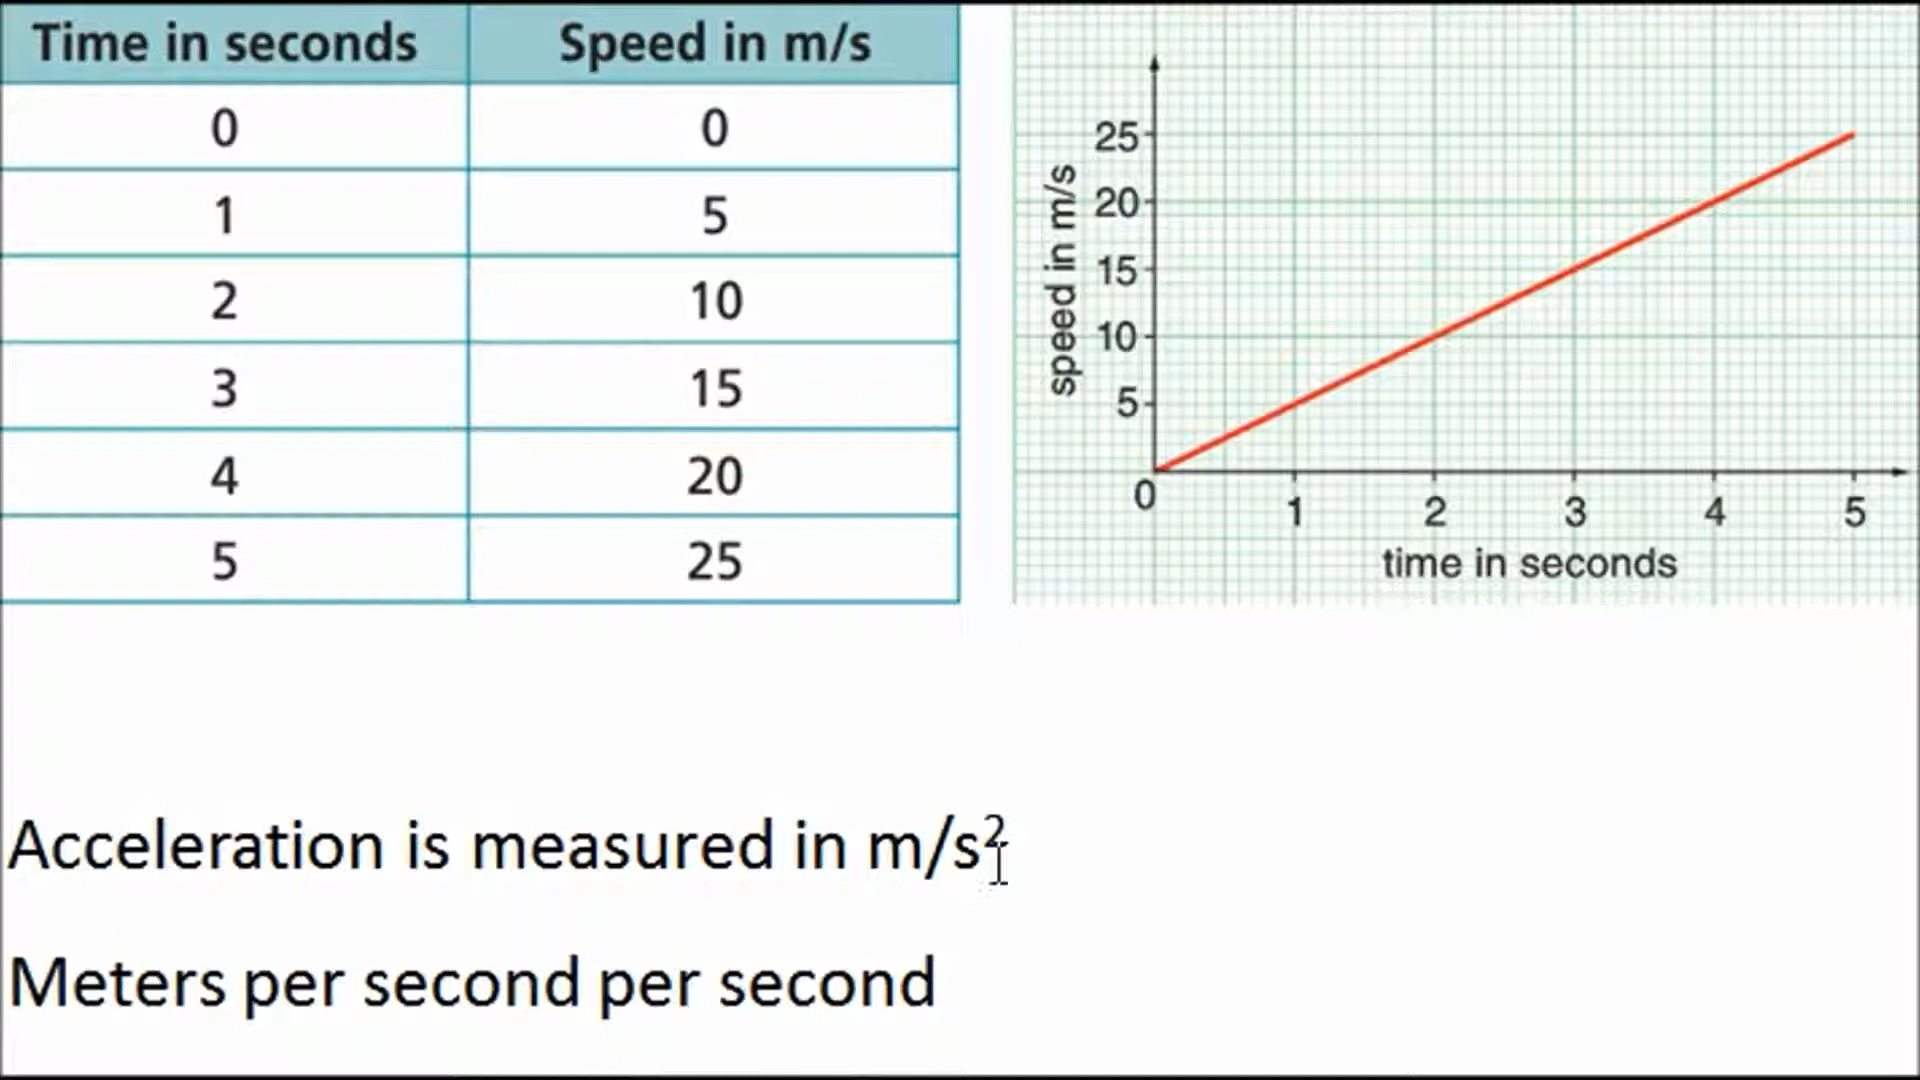 Time in seconds Speed in m/s
0 0
1 5
2 10
3 15
4 20
5 25
speed in m/s
25
20
15
10
5
0 1 2 3 4 5
time in seconds
Acceleration is measured in m/s²
Meters per second per second